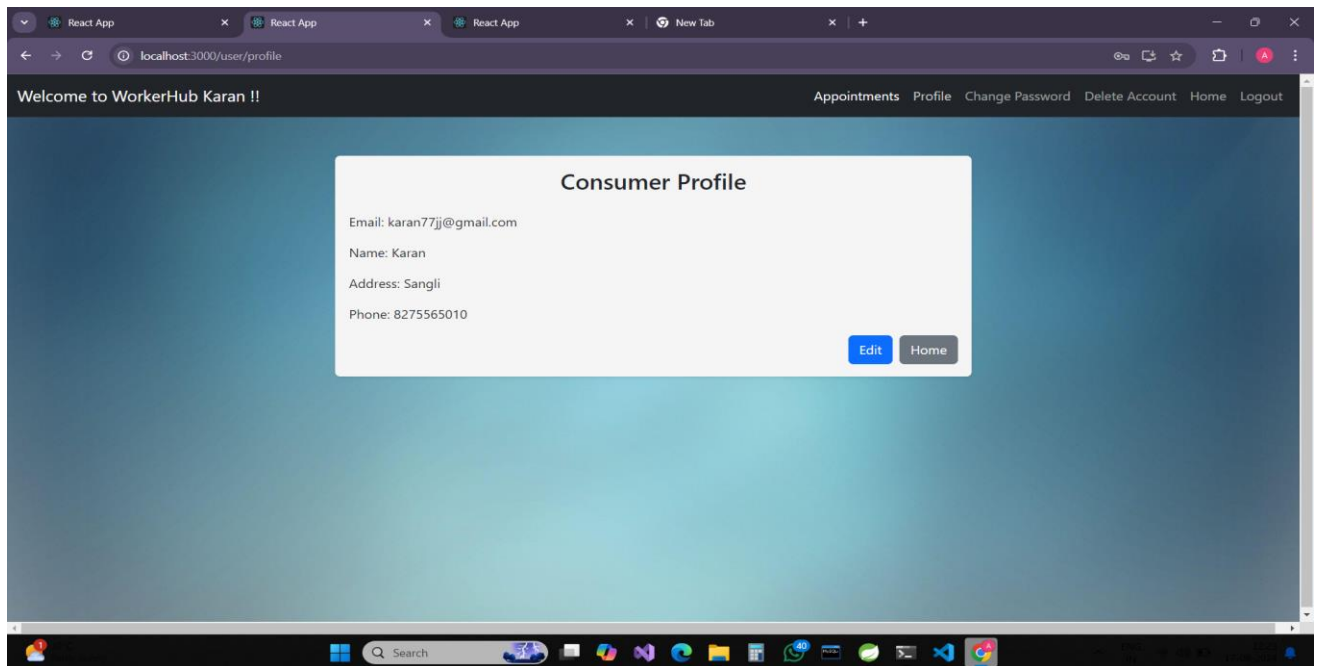 React App
React App
React App
New Tab
localhost:3000/user/profile
A
Welcome to WorkerHub Karan !!
Appointments Profile Change Password Delete Account Home Logout
Consumer Profile
Email: karan77jj@gmail.com
Name: Karan
Address: Sangli
Phone: 8275565010
Edit Home
1
Search
40